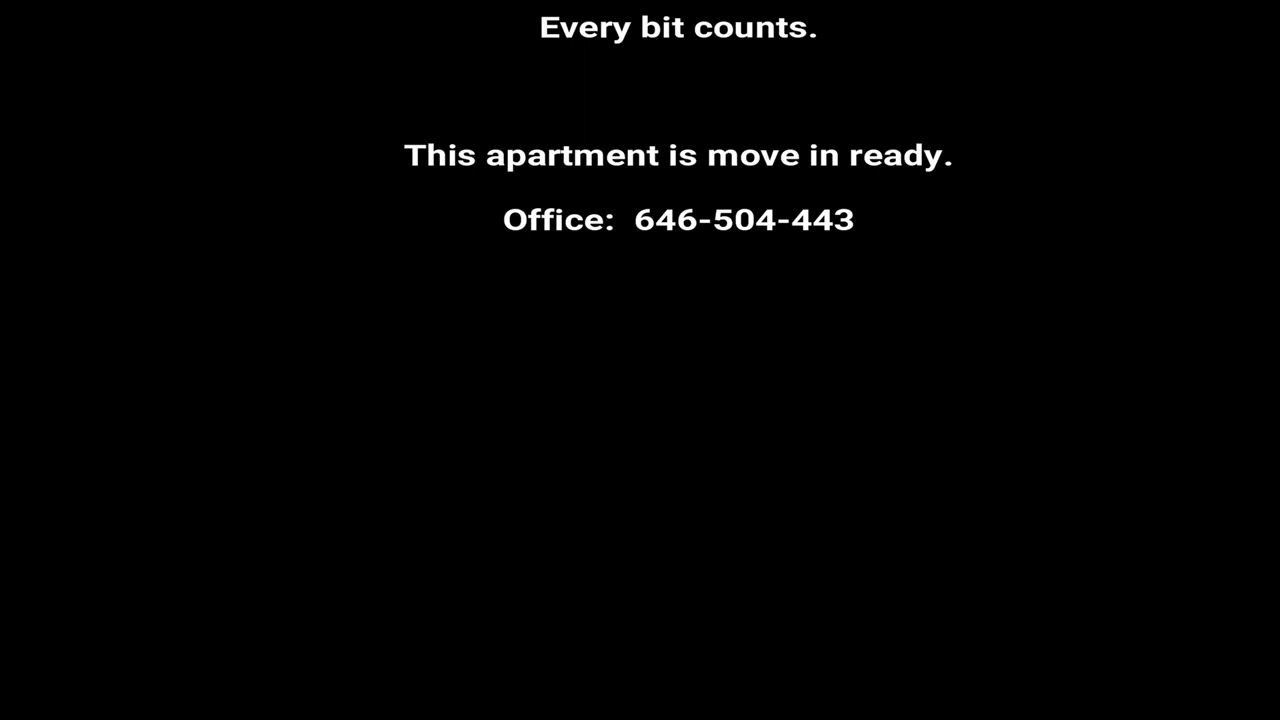 Every bit counts.
This apartment is move in ready.
Office:  646-504-443